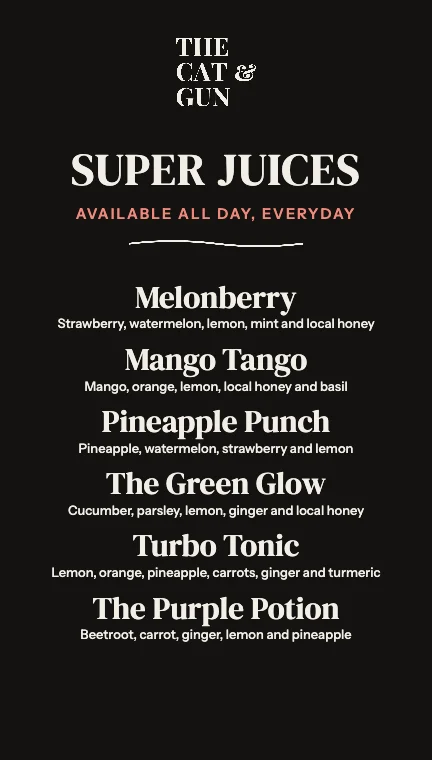 THE
CAT &
GUN
SUPER JUICES
AVAILABLE ALL DAY, EVERYDAY
Melonberry
Strawberry, watermelon, lemon, mint and local honey
Mango Tango
Mango, orange, lemon, local honey and basil
Pineapple Punch
Pineapple, watermelon, strawberry and lemon
The Green Glow
Cucumber, parsley, lemon, ginger and local honey
Turbo Tonic
Lemon, orange, pineapple, carrots, ginger and turmeric
The Purple Potion
Beetroot, carrot, ginger, lemon and pineapple